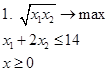 1. √x₁x₂ → max
x₁ + 2x₂ ≤ 14
x ≥ 0